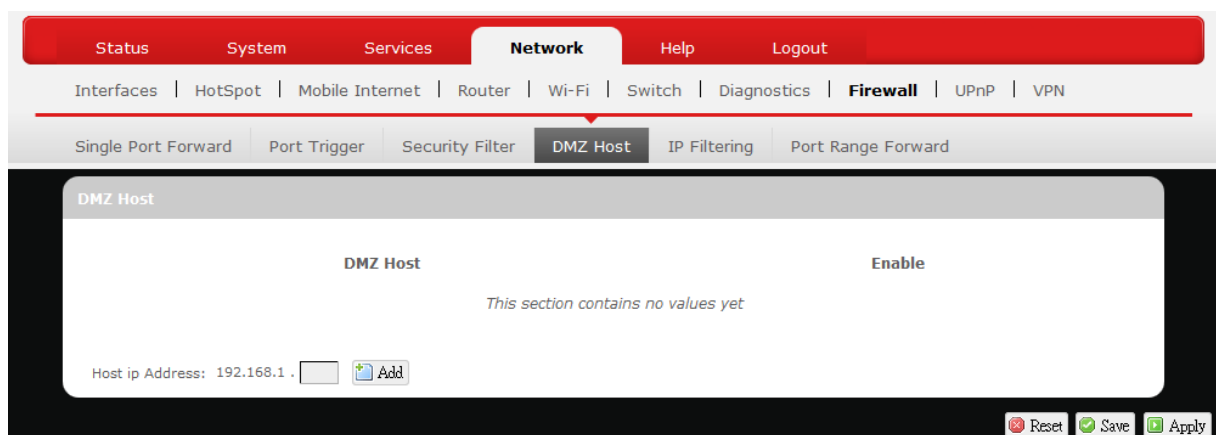 Status System Services Network Help Logout
Interfaces | HotSpot | Mobile Internet | Router | Wi-Fi | Switch | Diagnostics | Firewall | UPnP | VPN
Single Port Forward Port Trigger Security Filter DMZ Host IP Filtering Port Range Forward
DMZ Host
DMZ Host Enable
This section contains no values yet
Host ip Address: 192.168.1 . Add
Reset Save Apply